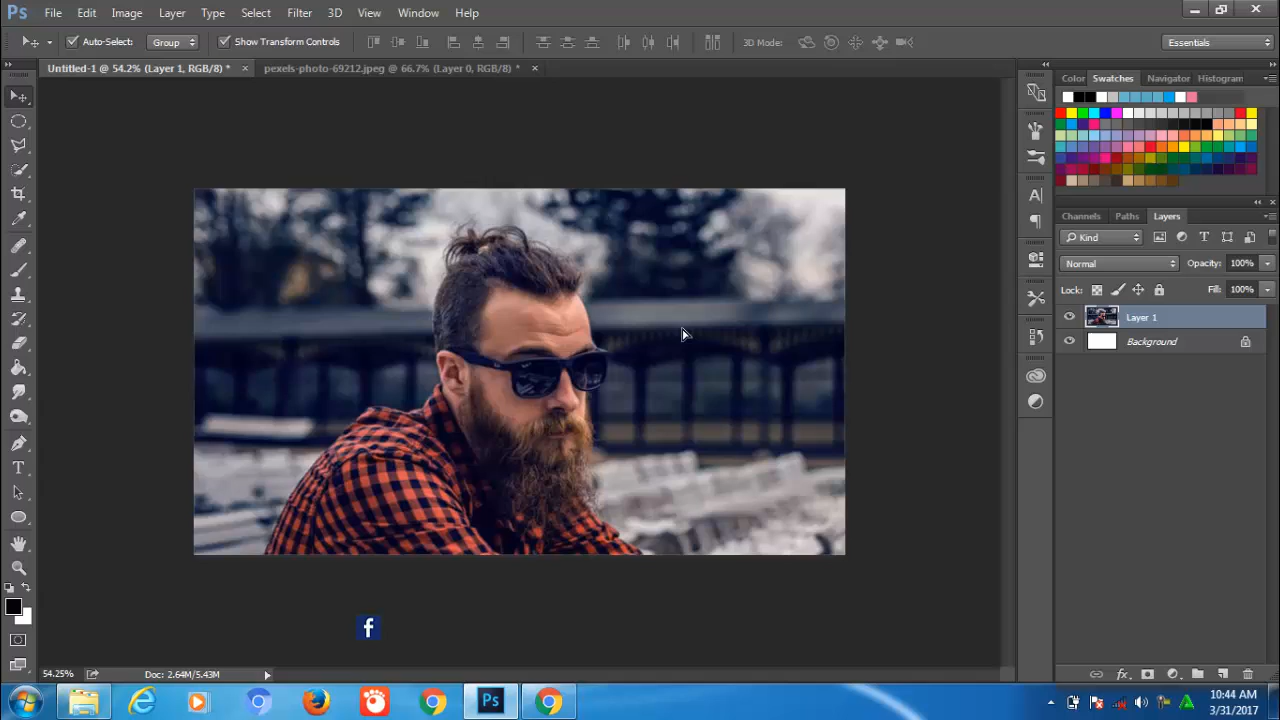 Ps File Edit Image Layer Type Select Filter 3D View Window Help
Auto-Select: Group Show Transform Controls 3D Mode: Essentials
Untitled-1 @ 54.2% (Layer 1, RGB/8) * × pexels-photo-69212.jpeg @ 66.7% (Layer 0, RGB/8) * ×
Color Swatches Navigator Histogram
Channels Paths Layers
Kind
Normal Opacity: 100%
Lock: Fill: 100%
Layer 1
Background
f
54.25% Doc: 2.64M/5.43M
Ps
10:44 AM
3/31/2017